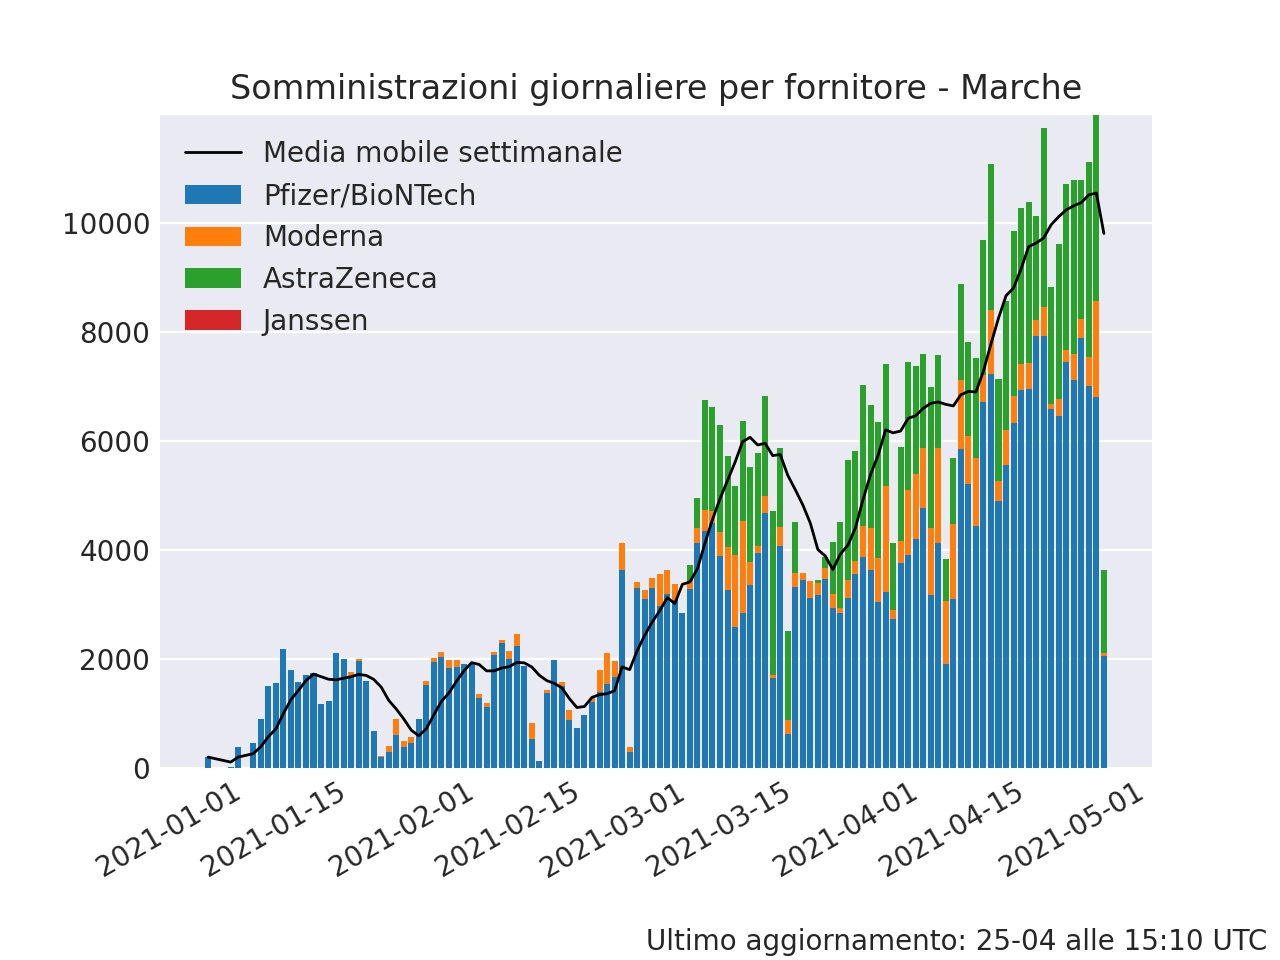 Somministrazioni giornaliere per fornitore - Marche
Media mobile settimanale
Pfizer/BioNTech
Moderna
AstraZeneca
Janssen
10000
8000
6000
4000
2000
0
2021-01-01
2021-01-15
2021-02-01
2021-02-15
2021-03-01
2021-03-15
2021-04-01
2021-04-15
2021-05-01
Ultimo aggiornamento: 25-04 alle 15:10 UTC